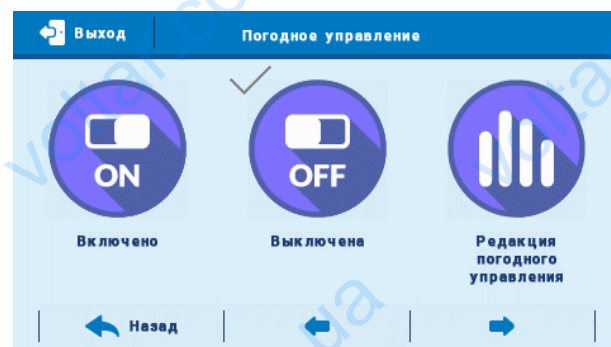 Выход
Погодное управление
ON
OFF
Включено
Выключена
Редакция
погодного
управления
Назад